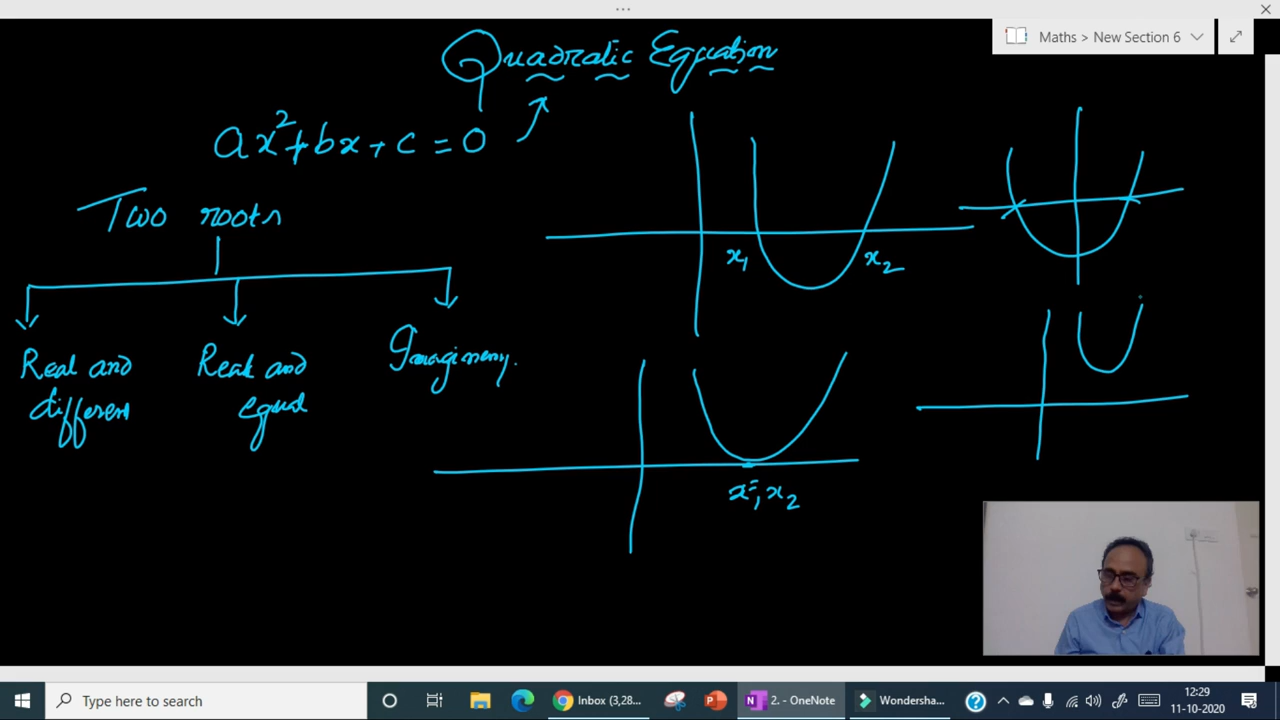 Maths > New Section 6
Quadratic Equation
ax²+bx+c=0
Two roots
Real and different
Real and equal
Imaginery.
x₁
x₂
x₁=x₂
Type here to search
Inbox (3,28...
2. - OneNote
Wondersha...
12:29
11-10-2020